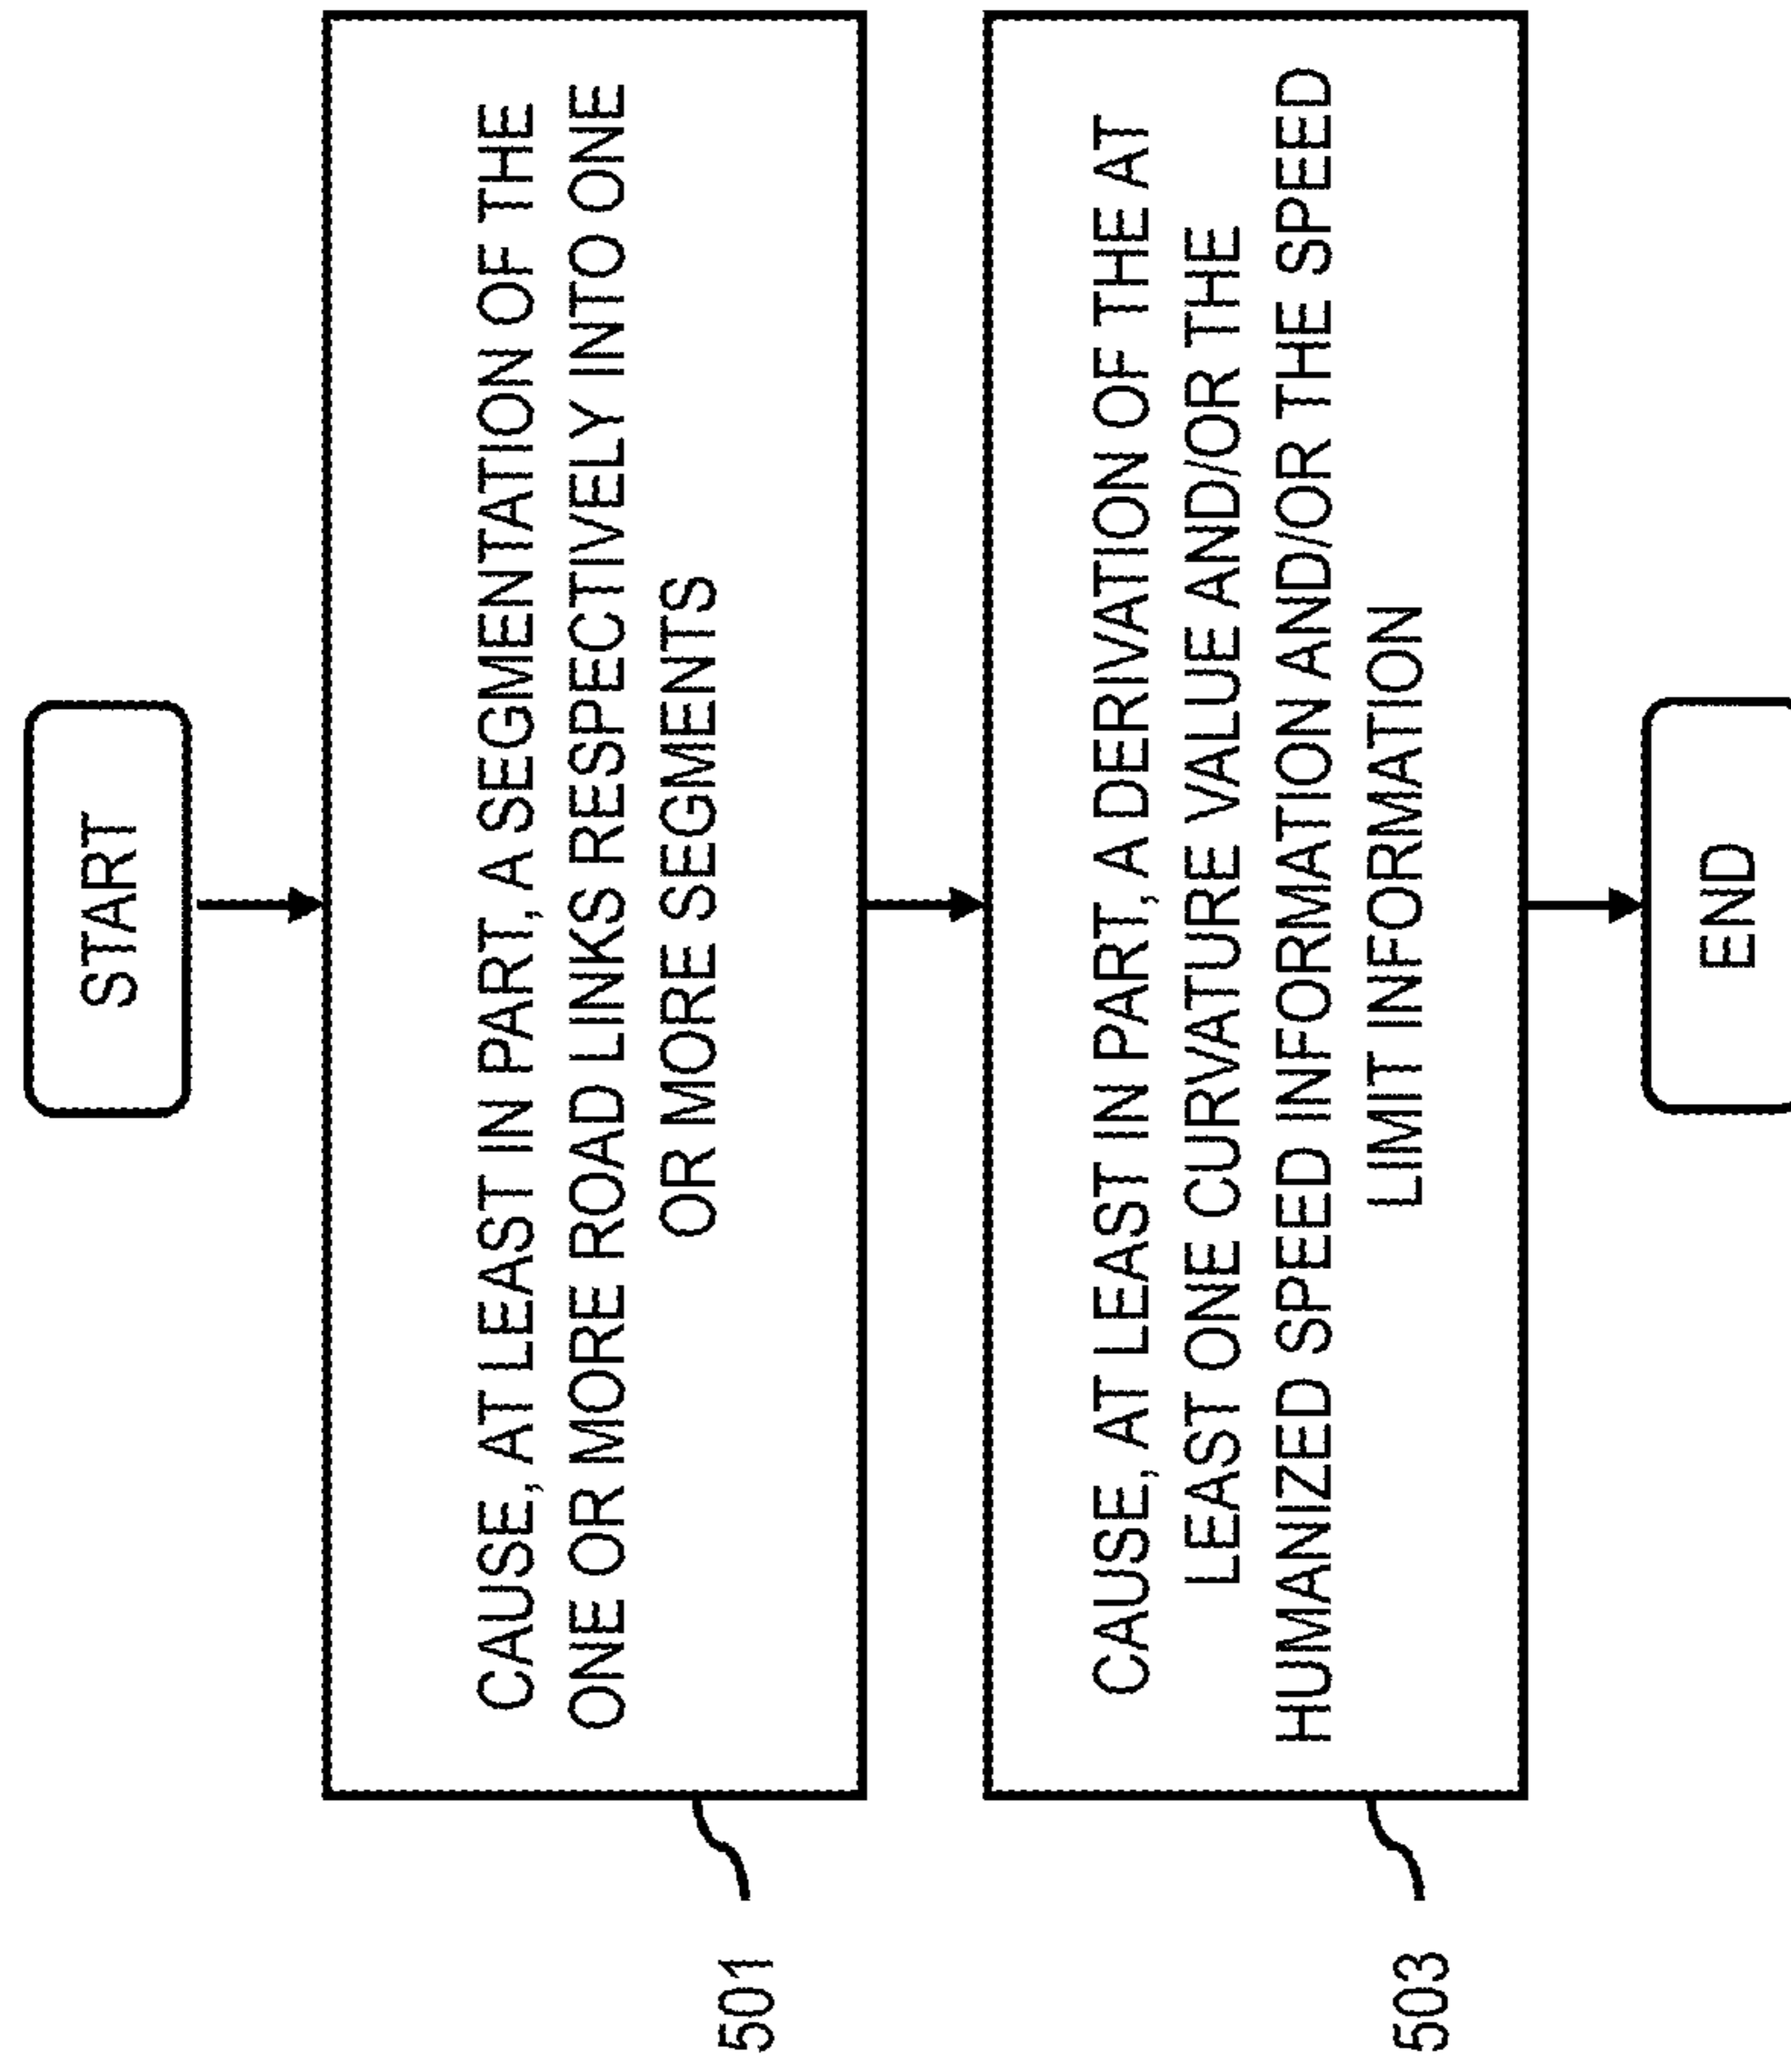 START
CAUSE, AT LEAST IN PART, A SEGMENTATION OF THE
ONE OR MORE ROAD LINKS RESPECTIVELY INTO ONE
OR MORE SEGMENTS
501
CAUSE, AT LEAST IN PART, A DERIVATION OF THE AT
LEAST ONE CURVATURE VALUE AND/OR THE
HUMANIZED SPEED INFORMATION AND/OR THE SPEED
LIMIT INFORMATION
503
END